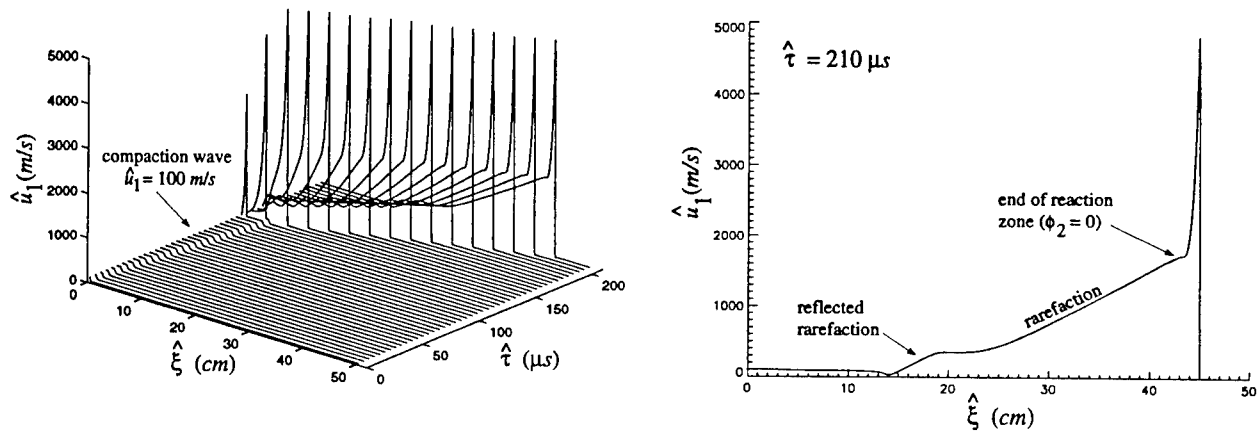 5000
4000
3000
2000
1000
0
û₁(m/s)
compaction wave
û₁ = 100 m/s
0
10
20
30
40
50
ξ̂ (cm)
0
50
100
150
200
τ̂ (μs)
5000
4000
3000
2000
1000
0
û₁(m/s)
τ̂ = 210 μs
end of reaction
zone (ϕ₂ = 0)
rarefaction
reflected
rarefaction
0
10
20
30
40
50
ξ̂ (cm)